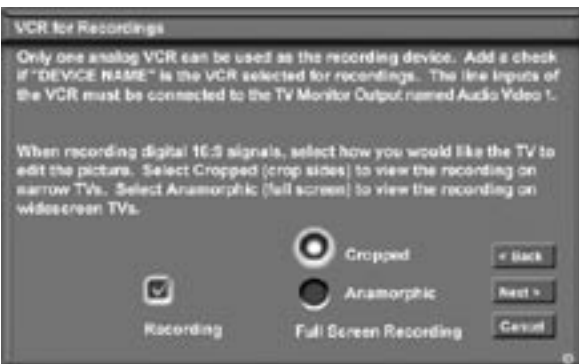 VCR for Recordings
Only one analog VCR can be used as the recording device. Add a check
if "DEVICE NAME" is the VCR selected for recordings. The line inputs of
the VCR must be connected to the TV Monitor Output named Audio Video 1.
When recording digital 16:9 signals, select how you would like the TV to
edit the picture. Select Cropped (crop sides) to view the recording on
narrow TVs. Select Anamorphic (full screen) to view the recording on
widescreen TVs.
Cropped
< Back
Anamorphic
Next >
Recording
Full Screen Recording
Cancel